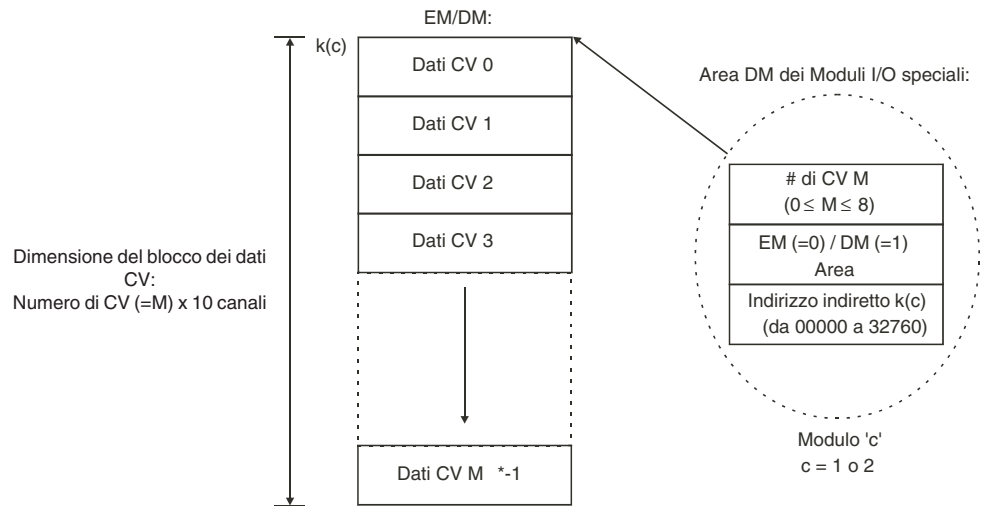 EM/DM:
k(c)
Dati CV 0
Dati CV 1
Dati CV 2
Dati CV 3
Dati CV M *-1
Dimensione del blocco dei dati
CV:
Numero di CV (=M) x 10 canali
Area DM dei Moduli I/O speciali:
# di CV M
(0≤ M ≤ 8)
EM (=0) / DM (=1)
Area
Indirizzo indiretto k(c)
(da 00000 a 32760)
Modulo 'c'
c = 1 o 2